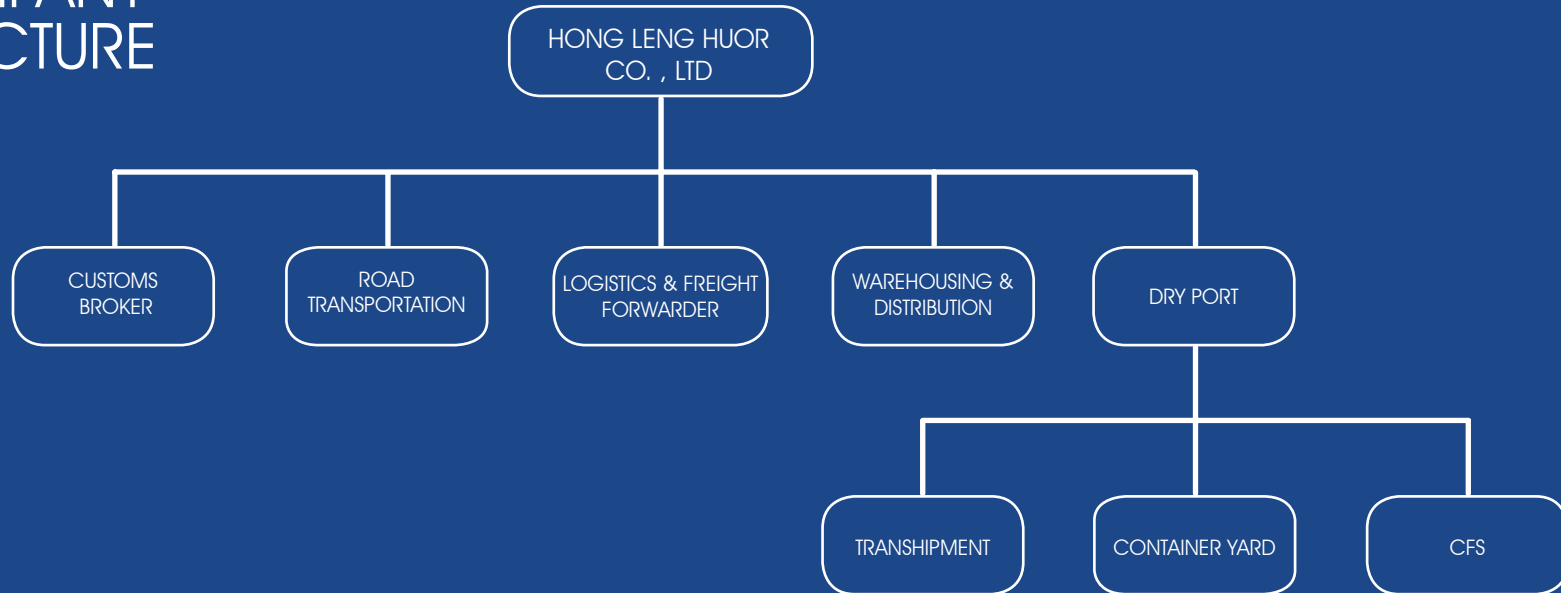 CTURE
HONG LENG HUOR
CO. , LTD
CUSTOMS
BROKER
ROAD
TRANSPORTATION
LOGISTICS & FREIGHT
FORWARDER
WAREHOUSING &
DISTRIBUTION
DRY PORT
TRANSHIPMENT
CONTAINER YARD
CFS